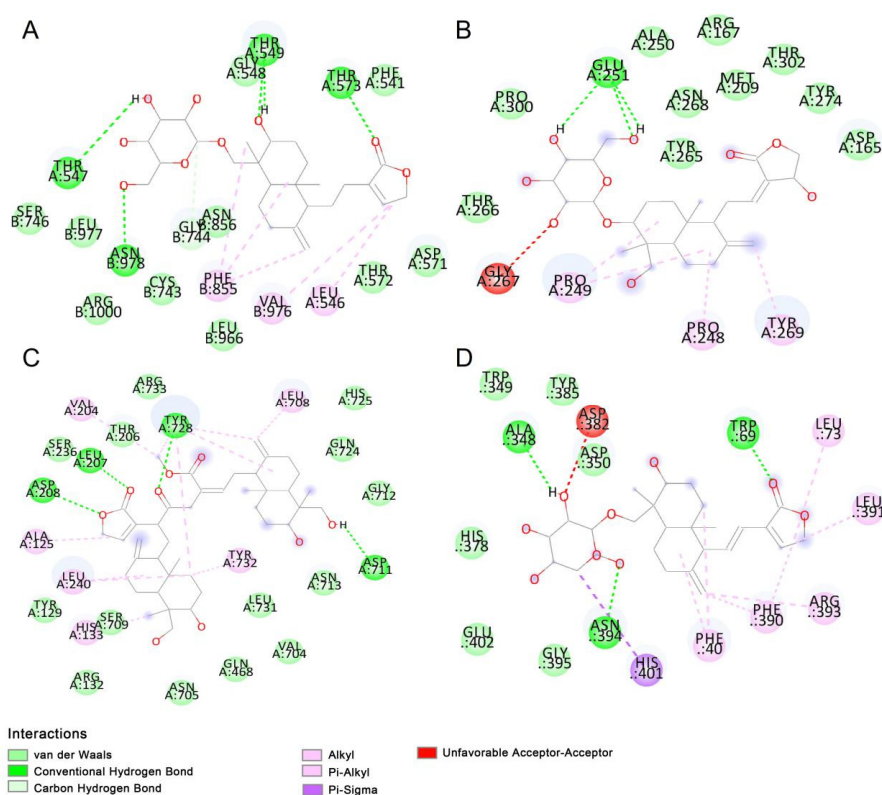 A
THR
A:549
GLY
A:548
THR
A:573
PHE
A:541
H
O
O
H
O
O
O
O
O
O
O
O
THR
A:547
O
SER
B:746
LEU
B:977
ASN
B:978
GLY
B:744
ASN
B:856
CYS
B:743
PHE
B:855
ARG
B:1000
LEU
B:966
VAL
B:976
LEU
A:546
THR
A:572
ASP
A:571
B
ALA
A:250
ARG
A:167
GLU
A:251
THR
A:302
PRO
A:300
ASN
A:268
MET
A:209
TYR
A:274
TYR
A:265
ASP
A:165
H
H
O
O
O
O
O
O
O
O
O
O
THR
A:266
GLY
A:267
PRO
A:249
PRO
A:248
TYR
A:269
C
ARG
A:733
VAL
A:204
THR
A:206
TYR
A:728
LEU
A:708
HIS
A:725
SER
A:236
LEU
A:207
GLN
A:724
ASP
A:208
GLY
A:712
O
O
O
O
O
O
O
H
O
O
O
ALA
A:125
LEU
A:240
TYR
A:732
ASP
A:711
ASN
A:713
TYR
A:129
HIS
A:133
SER
A:709
LEU
A:731
VAL
A:704
GLN
A:468
ARG
A:132
ASN
A:705
D
TRP
.:349
TYR
.:385
ASP
.:382
ALA
.:348
ASP
.:350
TRP
.:69
LEU
.:73
LEU
.:391
H
O
O
O
O
O
O
O
O
O
HIS
.:378
GLU
.:402
GLY
.:395
ASN
.:394
HIS
.:401
PHE
.:40
PHE
.:390
ARG
.:393
Interactions
van der Waals
Conventional Hydrogen Bond
Carbon Hydrogen Bond
Alkyl
Pi-Alkyl
Pi-Sigma
Unfavorable Acceptor-Acceptor